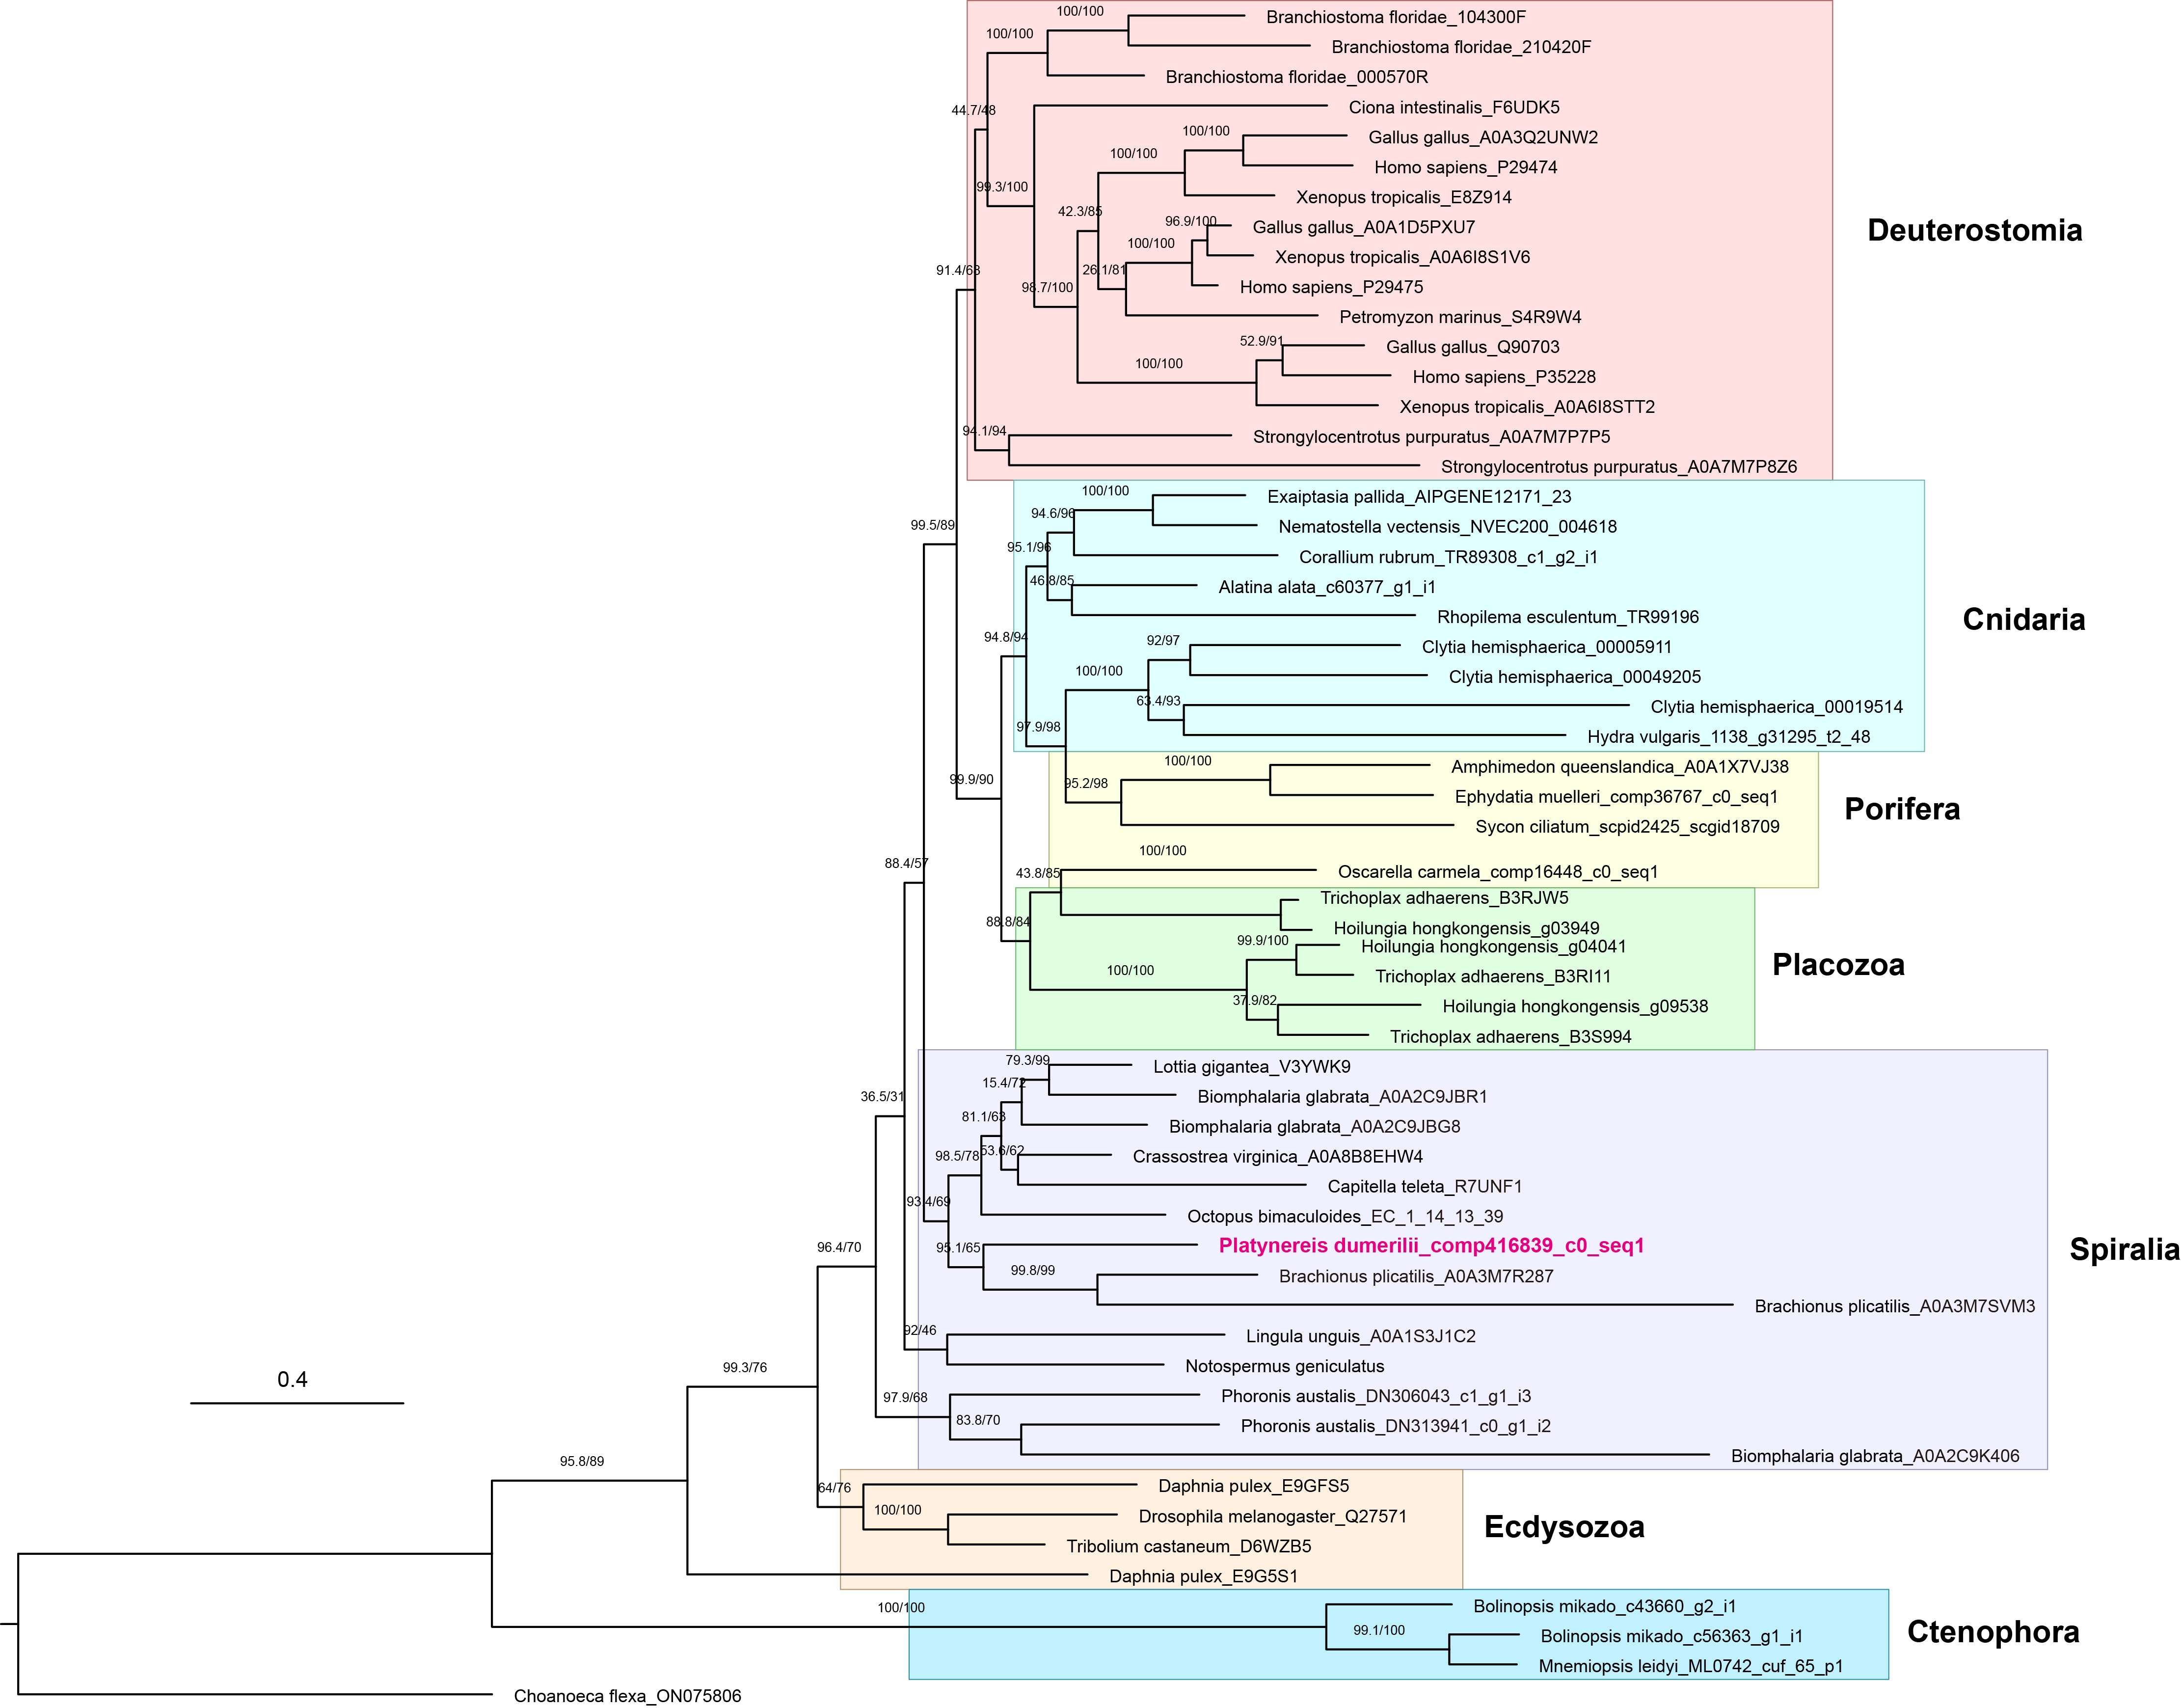 100/100
Branchiostoma floridae_104300F
100/100
Branchiostoma floridae_210420F
Branchiostoma floridae_000570R
44.7/48
Ciona intestinalis_F6UDK5
100/100
Gallus gallus_A0A3Q2UNW2
100/100
Homo sapiens_P29474
99.3/100
Xenopus tropicalis_E8Z914
42.3/85
96.9/100
Gallus gallus_A0A1D5PXU7
Deuterostomia
100/100
Xenopus tropicalis_A0A6I8S1V6
91.4/63
26.1/81
98.7/100
Homo sapiens_P29475
Petromyzon marinus_S4R9W4
52.9/91
Gallus gallus_Q90703
100/100
Homo sapiens_P35228
Xenopus tropicalis_A0A6I8STT2
94.1/94
Strongylocentrotus purpuratus_A0A7M7P7P5
Strongylocentrotus purpuratus_A0A7M7P8Z6
100/100
Exaiptasia pallida_AIPGENE12171_23
94.6/96
99.5/89
Nematostella vectensis_NVEC200_004618
95.1/96
Corallium rubrum_TR89308_c1_g2_i1
46.8/85
Alatina alata_c60377_g1_i1
Rhopilema esculentum_TR99196
Cnidaria
94.8/94
92/97
Clytia hemisphaerica_00005911
100/100
Clytia hemisphaerica_00049205
63.4/93
Clytia hemisphaerica_00019514
97.9/98
Hydra vulgaris_1138_g31295_t2_48
100/100
Amphimedon queenslandica_A0A1X7VJ38
99.9/90
95.2/98
Ephydatia muelleri_comp36767_c0_seq1
Porifera
Sycon ciliatum_scpid2425_scgid18709
100/100
88.4/57
43.8/85
Oscarella carmela_comp16448_c0_seq1
Trichoplax adhaerens_B3RJW5
88.8/84
Hoilungia hongkongensis_g03949
99.9/100
Hoilungia hongkongensis_g04041
Placozoa
100/100
Trichoplax adhaerens_B3RI11
37.9/82
Hoilungia hongkongensis_g09538
Trichoplax adhaerens_B3S994
79.3/99
Lottia gigantea_V3YWK9
15.4/72
36.5/31
Biomphalaria glabrata_A0A2C9JBR1
81.1/63
Biomphalaria glabrata_A0A2C9JBG8
98.5/78
53.6/62
Crassostrea virginica_A0A8B8EHW4
Capitella teleta_R7UNF1
93.4/69
Octopus bimaculoides_EC_1_14_13_39
96.4/70
95.1/65
Platynereis dumerilii_comp416839_c0_seq1
Spiralia
99.8/99
Brachionus plicatilis_A0A3M7R287
Brachionus plicatilis_A0A3M7SVM3
92/46
Lingula unguis_A0A1S3J1C2
99.3/76
Notospermus geniculatus
0.4
97.9/68
Phoronis austalis_DN306043_c1_g1_i3
83.8/70
Phoronis austalis_DN313941_c0_g1_i2
95.8/89
Biomphalaria glabrata_A0A2C9K406
64/76
Daphnia pulex_E9GFS5
100/100
Drosophila melanogaster_Q27571
Ecdysozoa
Tribolium castaneum_D6WZB5
Daphnia pulex_E9G5S1
100/100
Bolinopsis mikado_c43660_g2_i1
99.1/100
Ctenophora
Bolinopsis mikado_c56363_g1_i1
Mnemiopsis leidyi_ML0742_cuf_65_p1
Choanoeca flexa_ON075806